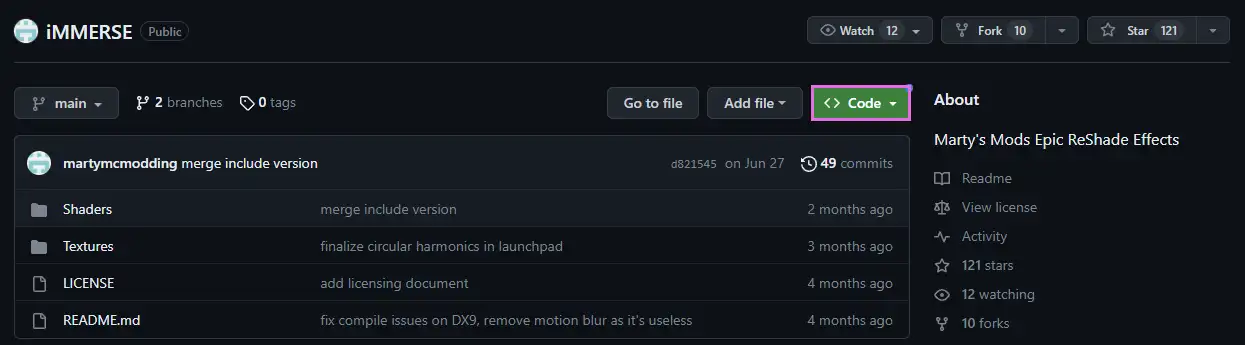 iMMERSE Public Watch 12 Fork 10 Star 121
main 2 branches 0 tags Go to file Add file <> Code
martymcmodding merge include version d821545 on Jun 27 49 commits
Shaders merge include version 2 months ago
Textures finalize circular harmonics in launchpad 3 months ago
LICENSE add licensing document 4 months ago
README.md fix compile issues on DX9, remove motion blur as it's useless 4 months ago
About
Marty's Mods Epic ReShade Effects
Readme
View license
Activity
121 stars
12 watching
10 forks